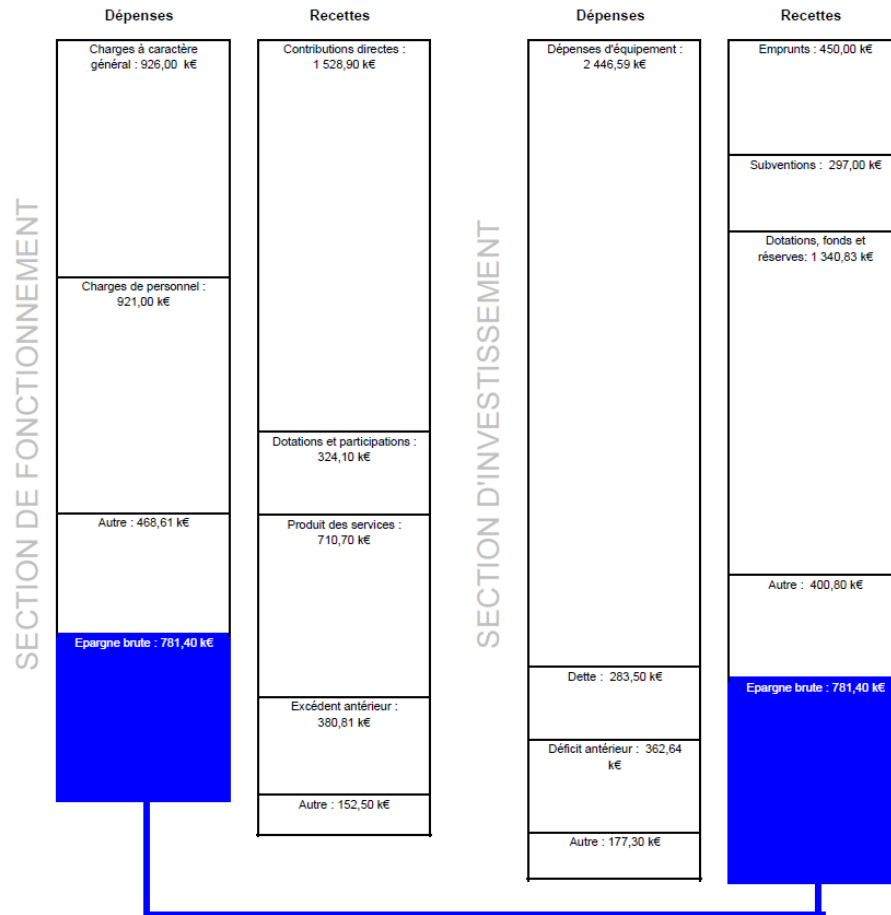 Dépenses
Recettes
Dépenses
Recettes
SECTION DE FONCTIONNEMENT
Charges à caractère
général : 926,00 k€
Charges de personnel :
921,00 k€
Autre : 468,61 k€
Epargne brute : 781,40 k€
Contributions directes :
1 528,90 k€
Dotations et participations :
324,10 k€
Produit des services :
710,70 k€
Excédent antérieur :
380,81 k€
Autre : 152,50 k€
SECTION D'INVESTISSEMENT
Dépenses d'équipement :
2 446,59 k€
Dette : 283,50 k€
Déficit antérieur : 362,64
k€
Autre : 177,30 k€
Emprunts : 450,00 k€
Subventions : 297,00 k€
Dotations, fonds et
réserves: 1 340,83 k€
Autre : 400,80 k€
Epargne brute : 781,40 k€